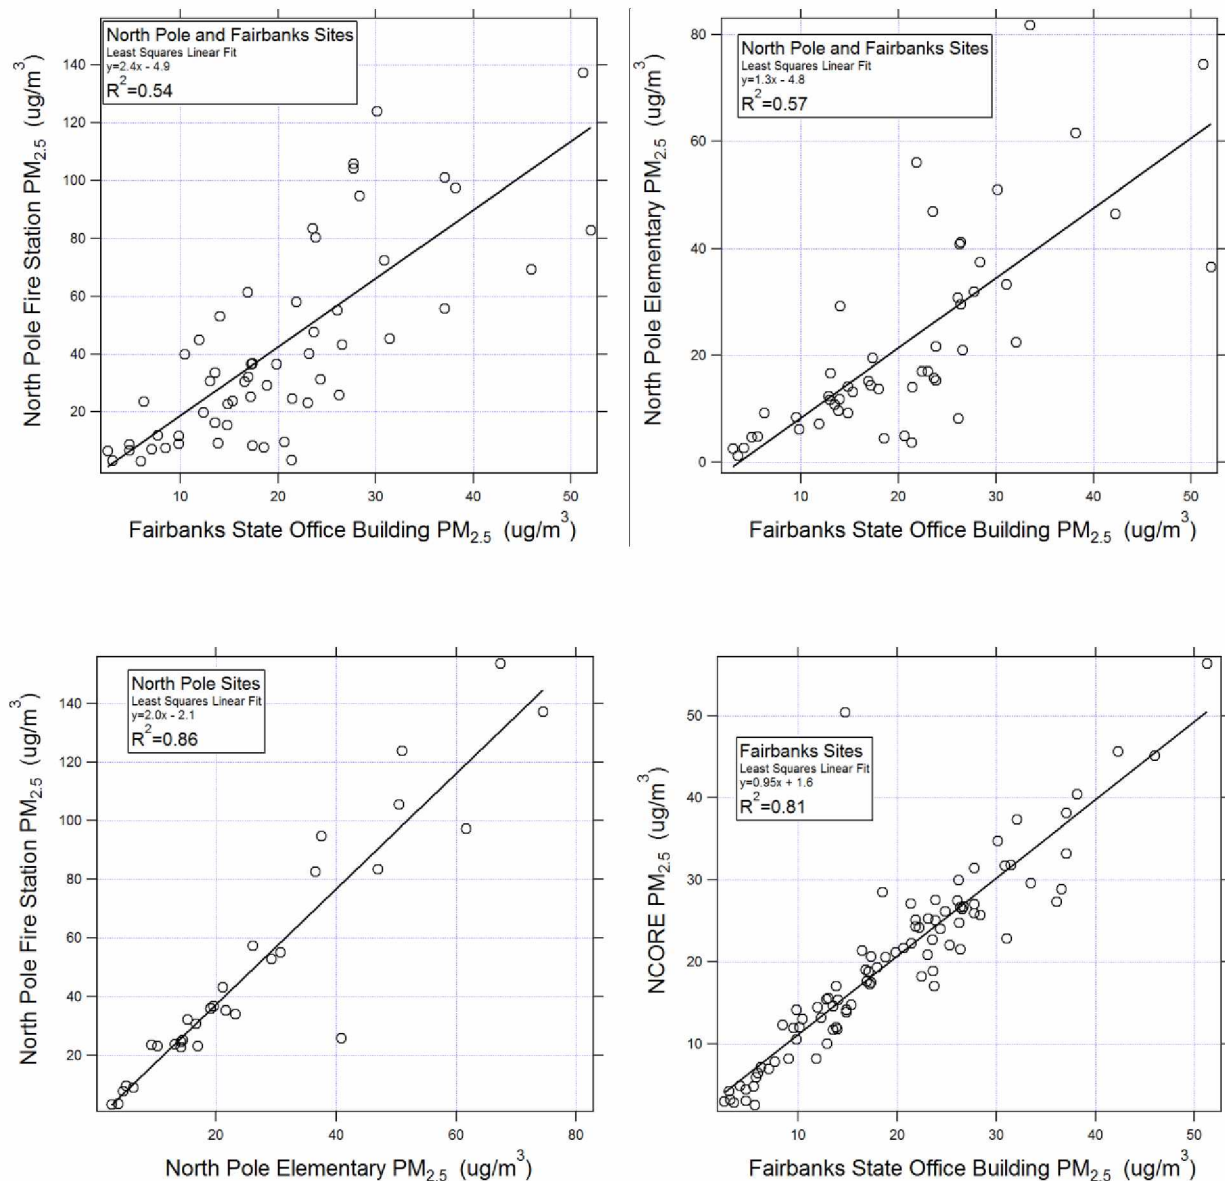 North Pole and Fairbanks Sites
Least Squares Linear Fit
y=2.4x - 4.9
R²=0.54
140
120
100
80
60
40
20
North Pole Fire Station PM₂.₅ (ug/m³)
10
20
30
40
50
Fairbanks State Office Building PM₂.₅ (ug/m³)
North Pole and Fairbanks Sites
Least Squares Linear Fit
y=1.3x - 4.8
R²=0.57
80
60
40
20
0
North Pole Elementary PM₂.₅ (ug/m³)
10
20
30
40
50
Fairbanks State Office Building PM₂.₅ (ug/m³)
North Pole Sites
Least Squares Linear Fit
y=2.0x - 2.1
R²=0.86
140
120
100
80
60
40
20
North Pole Fire Station PM₂.₅ (ug/m³)
20
40
60
80
North Pole Elementary PM₂.₅ (ug/m³)
Fairbanks Sites
Least Squares Linear Fit
y=0.95x + 1.6
R²=0.81
50
40
30
20
10
NCORE PM₂.₅ (ug/m³)
10
20
30
40
50
Fairbanks State Office Building PM₂.₅ (ug/m³)